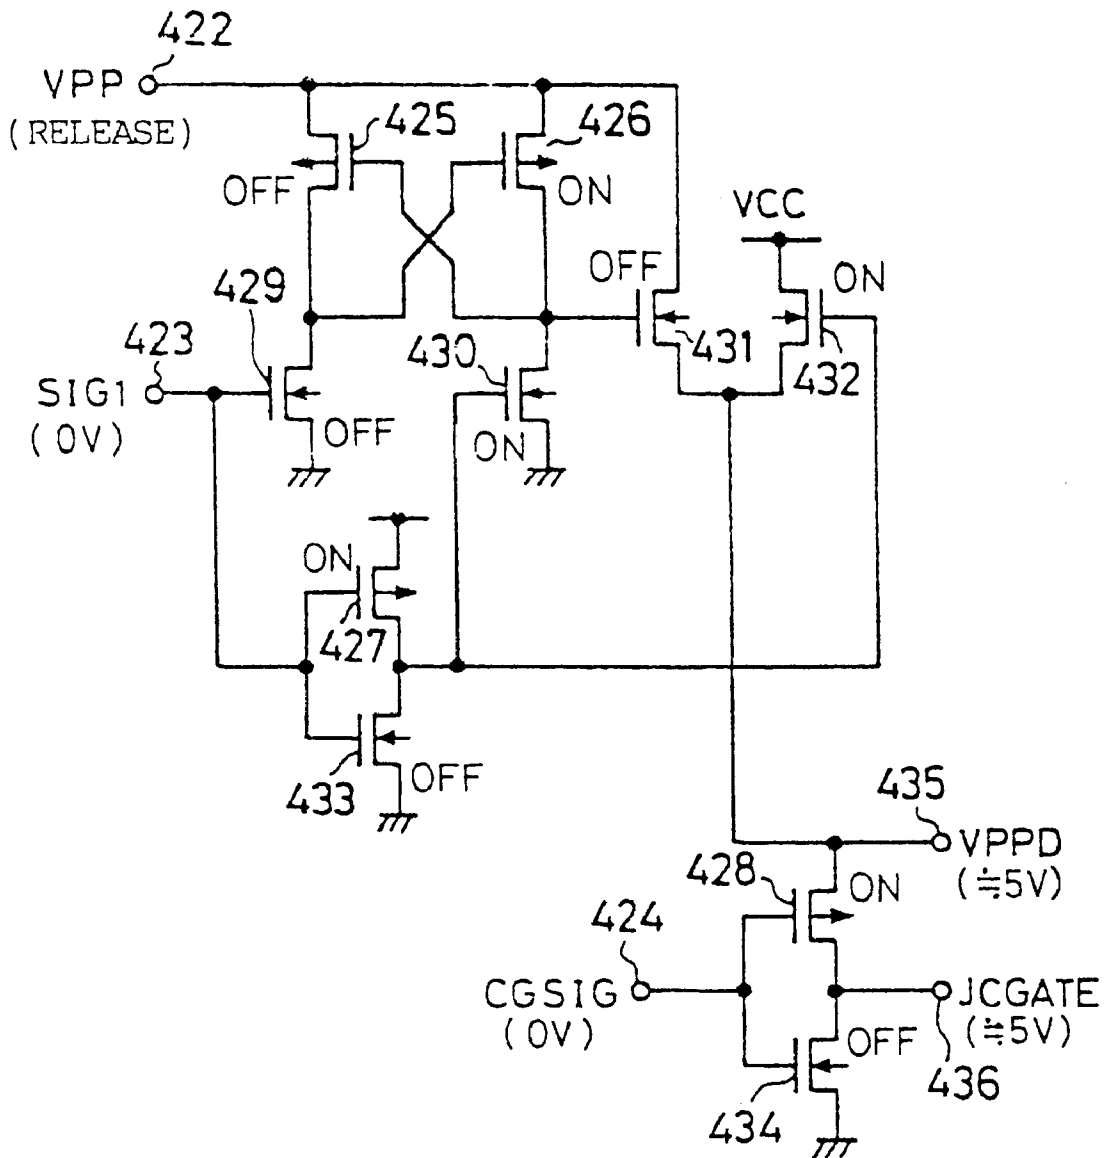 422
VPP
(RELEASE)
425
426
OFF
ON
VCC
429
OFF
ON
423
430
431
432
SIG1
(0V)
OFF
ON
ON
427
433
OFF
435
VPPD
(≒5V)
428
ON
424
CGSIG
(0V)
JCGATE
(≒5V)
OFF
436
434